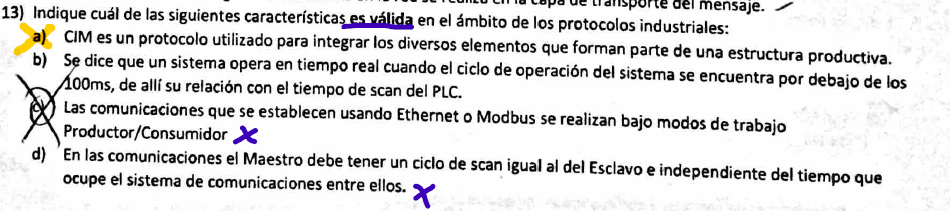 la capa de transporte del mensaje.
13) Indique cuál de las siguientes características es válida en el ámbito de los protocolos industriales:
a) CIM es un protocolo utilizado para integrar los diversos elementos que forman parte de una estructura productiva.
b) Se dice que un sistema opera en tiempo real cuando el ciclo de operación del sistema se encuentra por debajo de los
100ms, de allí su relación con el tiempo de scan del PLC.
c) Las comunicaciones que se establecen usando Ethernet o Modbus se realizan bajo modos de trabajo
Productor/Consumidor
d) En las comunicaciones el Maestro debe tener un ciclo de scan igual al del Esclavo e independiente del tiempo que
ocupe el sistema de comunicaciones entre ellos.